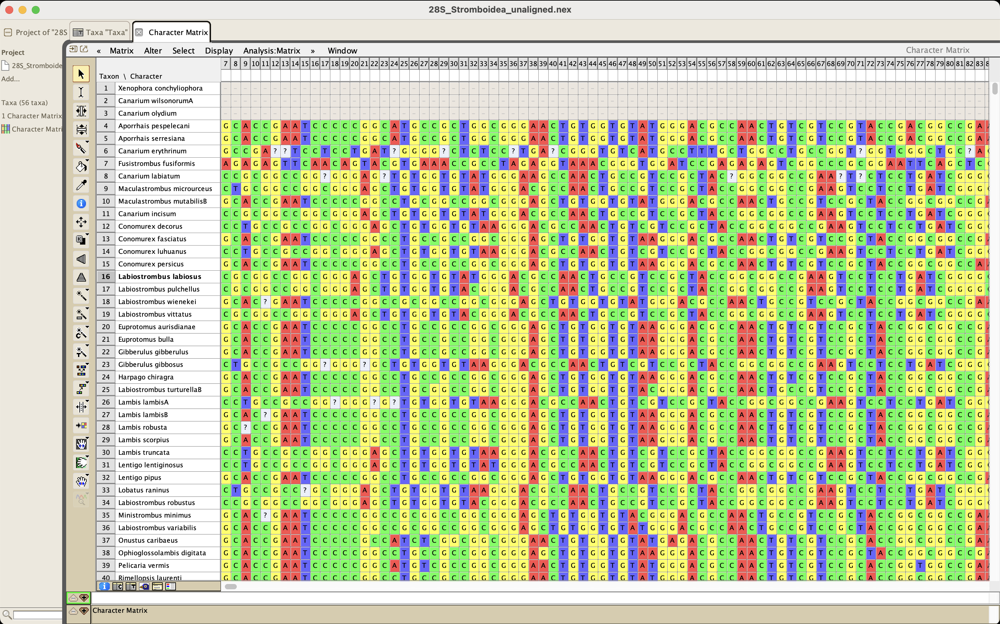 28S_Stromboidea_unaligned.nex
Project of "28S
Taxa "Taxa"
Character Matrix
« Matrix Alter Select Display Analysis:Matrix » Window
Character Matrix
Project
28S_Stromboide
Add...
Taxa (56 taxa)
1 Character Matrix
Character Matri
7 8 9 10 11 12 13 14 15 16 17 18 19 20 21 22 23 24 25 26 27 28 29 30 31 32 33 34 35 36 37 38 39 40 41 42 43 44 45 46 47 48 49 50 51 52 53 54 55 56 57 58 59 60 61 62 63 64 65 66 67 68 69 70 71 72 73 74 75 76 77 78 79 80 81 82 83
Taxon \ Character
1 Xenophora conchyliophora
2 Canarium wilsonorumA
3 Canarium olydium
4 Aporrhais pespelecani G C A C C G A A T C C C C C G G C A T G C C G C T G G C G G G A A C T G T G G T G T A T G G G A C G C C A A C T G T C G T C C G T A C C G A C G G C C G A
5 Aporrhais serresiana G C A C C G A A T C C C C C G G C A T G C C G C T G G C G G G A A C T G T G G T G T A T G G G A C G C C A A C T G T C G T C C G T A C C G A C G G C C G A
6 Canarium erythrinum G C C G A ? ? T C C T C C T G A T ? G G G G ? C T C T C C ? T G A ? C G G G T G T C A T G C C T T T G C T G G C C T G C C G G T ? G G T C G G C T G C ? A
7 Fusistrombus fusiformis A G A G A G T T C A A C A G T A C G T G A A A C C G C C T A G A G G T A A A C G G G T G G A T C C G A G A G A G T C G G C C C G C G G A A T T C A G C T C
8 Canarium labiatum C C G C G G C C G G ? G G G A G ? T G T G G T G T A T G G G A A G C C A A C T G C C G T C C G C T A C ? G G C G G C C G A A ? T ? C T C C T G A T C G G G
9 Maculastrombus microurceus C T G C G G C C G G C G G G A G C T G T G G T G T A T G G G A C G C C A A C T G C C G T C C G C T A C C G G C G G C C G A A G T C C T C C T G A T C G G G
10 Maculastrombus mutabilisB G C A C C G A A T C C C C C G G C C T G C G G C C G G C G G G A G C T G T G G T G T A T G G G A C G C C A A C T G C C G T C C G C T A C C G G C G G C C G
11 Canarium incisum C C G C G G C C G G C G G G A G C T G T G G T G T A T G G G A C G C C A A C T G C C G T C C G C T A C C G G C G G C C G A A G T C C T C C T G A T C G G G
12 Conomurex decorus C C T G C C G C C G G C G G G A G C T G T G G T G T A A G G G A C G C C A A C T G T C G T C C G C T A C C G G C G G C C G A A G T C C T C C T G A T C G G
13 Conomurex fasciatus G C A C C G A A T C C C C C G G C C T G C C G C C G G C G G G A G C T G T G G T G T A A G G G A C G C C A A C T G T C G T C C G C T A C C G G C G G C C G
14 Conomurex luhuanus C C T G C C G C C G G C G G G A G C T G T G G T G T A A G G G A C G C C A A C T G T C G T C C G C T A C C G G C G G C C G A A G T C C T C C T G A T C G G
15 Conomurex persicus G C A C C G A A T C C C C C G G C C T G C C G C C G G C G G G A G C T G T G G T G T A A G G G A C G C C A A C T G T C G T C C G C T A C C G G C G G C C A
16 Labiostrombus labiosus C G C G G C C G G C G G G A G C T G T G G T G T A T G G G A C G C C A A C T G C C G T C C G C T A C C G G C G G C C G A A G T C C T C C T G A T C G G G G
17 Labiostrombus pulchellus C G C G G C C G G C G G G A G C T G T G G T G T A C G G G A C G C C A A C T G C C G T C C G C T A C C G G C G G C C G A A G T C C T C C T G A T C G G G G
18 Labiostrombus wienekei G C A C ? G A A T C C C C C G G C C G C G G C C G G C G G G A G C T G T G G T G T A T G G G A C G C C A A C T G C C G T C C G C T A C C G G C G G C C G A
19 Labiostrombus vittatus C G C G G C C G G C G G G A G C T G T G G T G T A C G G G A C G C C A A C T G C C G T C C G C T A C C G G C G G C C G A A G T C C T C C T G A T C G G G G
20 Euprotomus aurisdianae G C A C C G A A T C C C C C G G C C T G C C G C C G G C G G G A G C T G T G G T G T A A G G G A C G C C A A C T G T C G T C C G C T A C C G G C G G C C G
21 Euprotomus bulla G C A C C G A A T C C C C C G G C C T G C C G C C G G C G G G A G C T G T G G T G T A A G G G A C G C C A A C T G T C G T C C G C T A C C G G C G G C C G
22 Gibberulus gibberulus G C A C C G A A T C C C C C G G C C T G C C G C C G G C G G G A G C T G T G G T G T A A G G G A C G C C A A C T G T C G T C C G C T A C C G G C G G C C G
23 Gibberulus gibbosus C T G C C G C C G G ? G G G ? G C T G T G G T G T A A G G G A C G C C A A C T G T C G T C C G C T A C C G G C G G C C G A A G T C C T C C T G A T C G G G
24 Harpago chiragra G C A C C G A A T C C C C C G G C C T G C C G C C G G C G G G A G C T G T G G T G T A A G G G A C G C C A A C T G T C G T C C G C T A C C G G C G G C C G
25 Labiostrombus turturellaB G C A C C G A A T C C C C C G G C C T G C G G C C G G C G G G A G C T G T G G T G T A C G G G A C G C C A A C T G C C G T C C G C T A C C G G C G G C C G
26 Lambis lambisA C C T G C C G C C G G ? G G G ? G ? T G T G G T G T A A G G G A C G C C A A C T G T C G T C C G C T A C C G G C G G C C G A A G T C C T C C T G A T C G G
27 Lambis lambisB G C A C ? G A A T C C C C C G G C C T G C C G C C G G C G G G A G C T G T G G T G T A A G G G A C G C C A A C T G T C G T C C G C T A C C G G C G G C C G
28 Lambis robusta G C ? C C G A A T C C C C C G G C C T G C C G C C G G C G G G A G C T G T G G T G T A A G G G A C G C C A A C T G T C G T C C G C T A C C G G C G G C C G
29 Lambis scorpius G C A C C G A A T C C C C C G G C C T G C C G C C G G C G G G A G C T G T G G T G T A A G G G A C G C C A A C T G T C G T C C G C T A C C G G C G G C C G
30 Lambis truncata C C T G C C G C C G G C G G G A G C T G T G G T G T A A G G G A C G C C A A C T G T C G T C C G C T A C C G G C G G C C G A A G T C C T C C T G A T C G G
31 Lentigo lentiginosus C C T G C C G C C G G C G G G A G C T G T G G T G T A T G G G A C G C C A A C T G T C G T C C G C T A C C G G C G G C C G A A G T C C T C C T G A T C G G
32 Lentigo pipus G C A C C G A A T C C C C C G G C C T G C C G C C G G C G G G A G C T G T G G T G T A A G G G A C G C C A A C T G T C G T C C G C T A C C G G C G G C C G
33 Lobatus raninus C T G C C G C C ? G C G G G A G C T G T G G T G T A A G G G A C G C C A A C T G C C G T C C G C T A C C G G C G G C C G A A G T C C T C C T G A T C G G G
34 Labiostrombus robustus C C G C G G C C G G C G G G A G C T G T G G T G T A C G G G A C G C C A A C T G C C G T C C G C T A C C G G C G G C C G A A G T C C T C C T G A T C G G G
35 Ministrombus minimus G C A C ? G A A T C C C C C G G C C G C G G C C G G C G G G A G C T G T G G T G T A C G G G A C G C C A A C T G C C G T C C G C T A C C G G C G G C C G A
36 Labiostrombus variabilis G C A C C G A A T C C C C C G G C C G C G G C C G G C G G G A G C T G T G G T G T A T G G G A C G C C A A C T G C C G T C C G C T A C C G G C G G C C G A
37 Onustus caribaeus G C A C C G A A T C C C C C G C C A T C T C G G C G G C G G G A A C T G T G G T G T A T G A G A C G C C A A C T G T C G T C C G C A C C G G C G G C C G A
38 Ophioglossolambis digitata G C A C C G A A T C C C C C G G C C T G C C G C C G G C G G G A G C T G T G G T G T A A G G G A C G C C A A C T G T C G T C C G C T A C C G G C G G C C G
39 Pelicaria vermis G C A C C G A A T C C C C C G G C A T G T C G C C G G C G G G A A C T G T G G T G T A T G G G A C G C C A A C T G T C G T C C G C A C C G G T G G C C G A
40 Rimellopsis laurenti G C A C C G A A T C C C C C G G C C T G C C G C C G G C G G G A A C T G T G G T G T A T G G G A C G C C A A C T G T C G T C C G C A C C G G C G G C C G A
Character Matrix